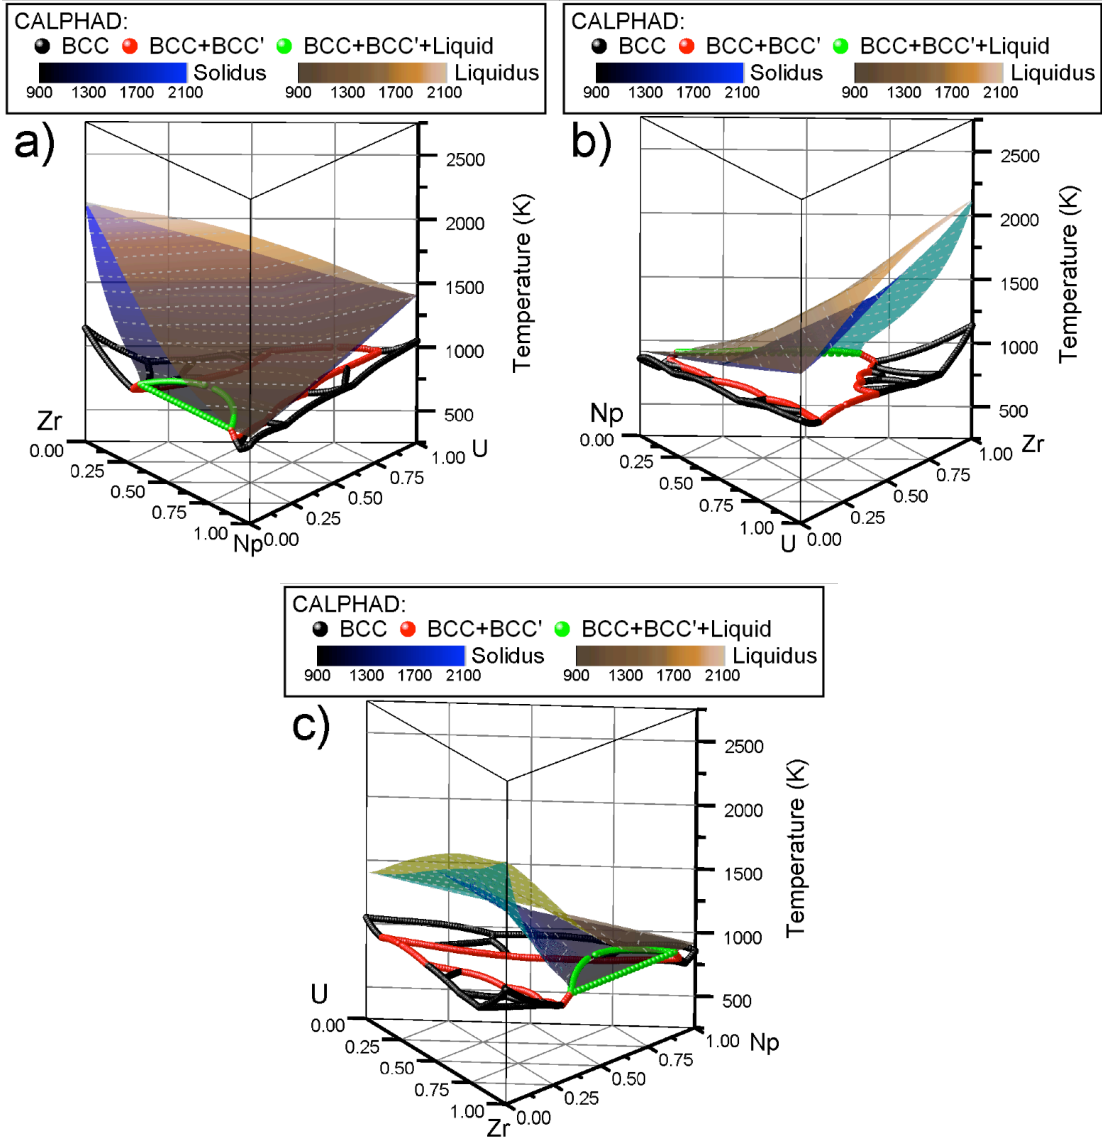 CALPHAD:
BCC BCC+BCC' BCC+BCC'+Liquid
Solidus Liquidus
900 1300 1700 2100 900 1300 1700 2100
a)
2500
2000
1500
1000
500
Temperature (K)
Zr
0.00 0.25 0.50 0.75 1.00
Np
0.00 0.25 0.50 0.75 1.00
U
CALPHAD:
BCC BCC+BCC' BCC+BCC'+Liquid
Solidus Liquidus
900 1300 1700 2100 900 1300 1700 2100
b)
2500
2000
1500
1000
500
Temperature (K)
Np
0.00 0.25 0.50 0.75 1.00
U
0.00 0.25 0.50 0.75 1.00
Zr
CALPHAD:
BCC BCC+BCC' BCC+BCC'+Liquid
Solidus Liquidus
900 1300 1700 2100 900 1300 1700 2100
c)
2500
2000
1500
1000
500
Temperature (K)
U
0.00 0.25 0.50 0.75 1.00
Zr
0.00 0.25 0.50 0.75 1.00
Np